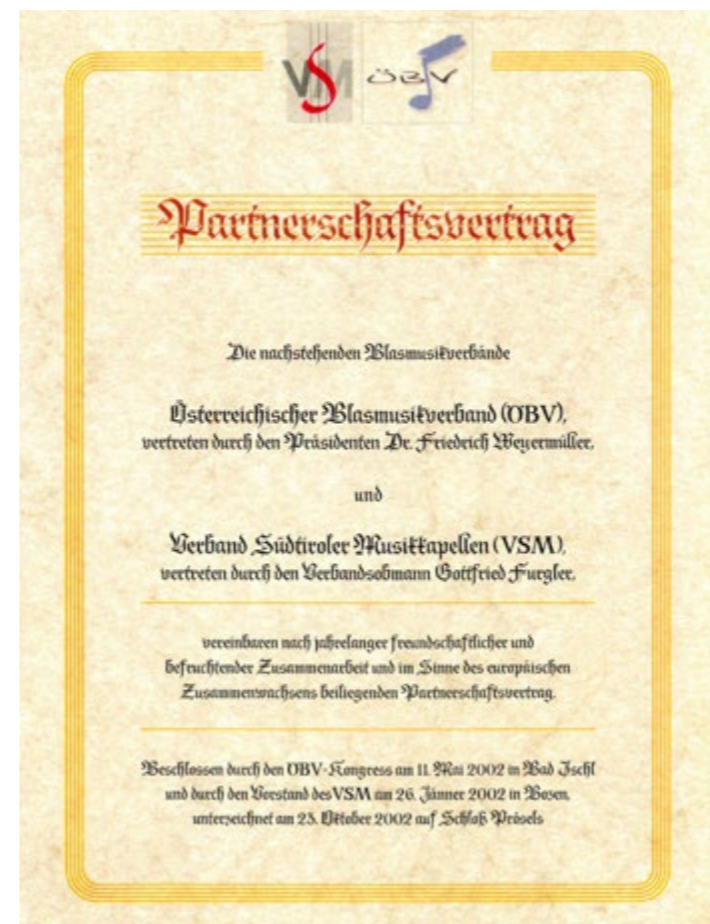 VSM ÖBV
Partnerschaftsvertrag
Die nachstehenden Blasmusikverbände
Österreichischer Blasmusikverband (ÖBV),
vertreten durch den Präsidenten Dr. Friedrich Weyermüller,
und
Verband Südtiroler Musikkapellen (VSM),
vertreten durch den Verbandsobmann Gottfried Furgler,
vereinbaren nach jahrelanger freundschaftlicher und
befruchtender Zusammenarbeit und im Sinne des europäischen
Zusammenwachsens beiliegenden Partnerschaftsvertrag.
Beschlossen durch den ÖBV-Kongress am 11. Mai 2002 in Bad Ischl
und durch den Vorstand des VSM am 26. Jänner 2002 in Bozen,
unterzeichnet am 23. Oktober 2002 auf Schloß Prösels